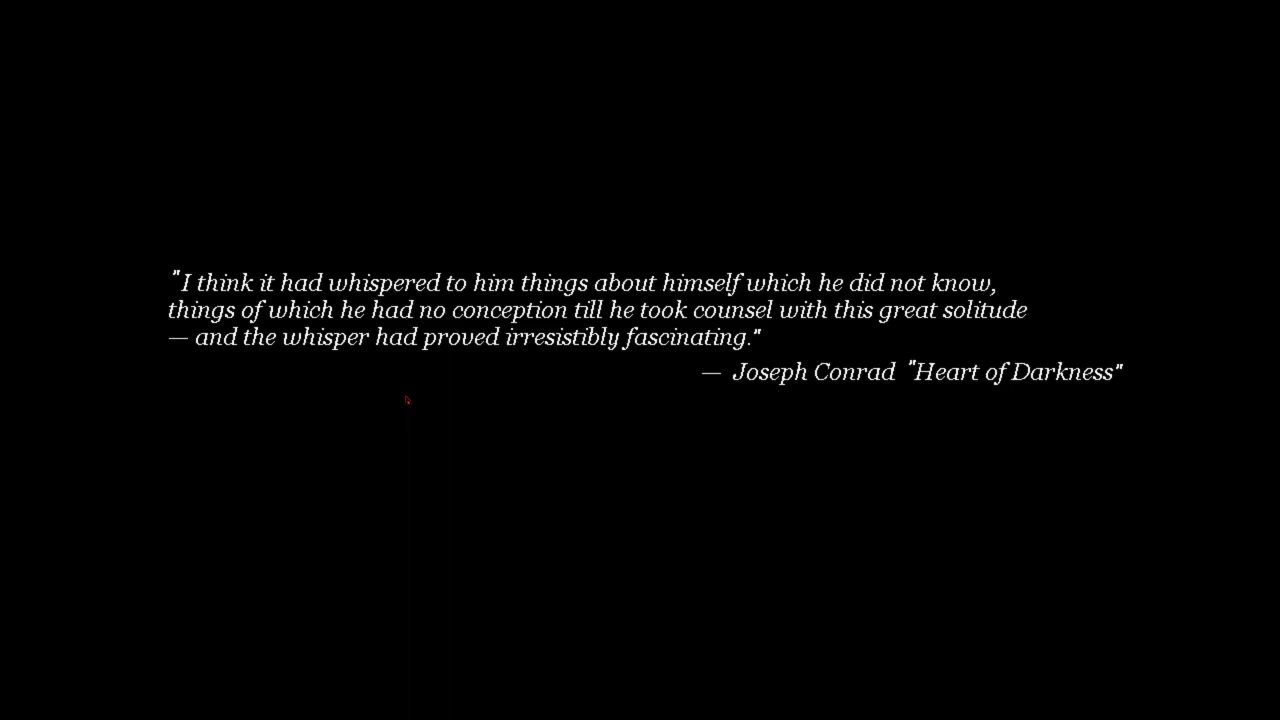 "I think it had whispered to him things about himself which he did not know,
things of which he had no conception till he took counsel with this great solitude
— and the whisper had proved irresistibly fascinating."
— Joseph Conrad "Heart of Darkness"